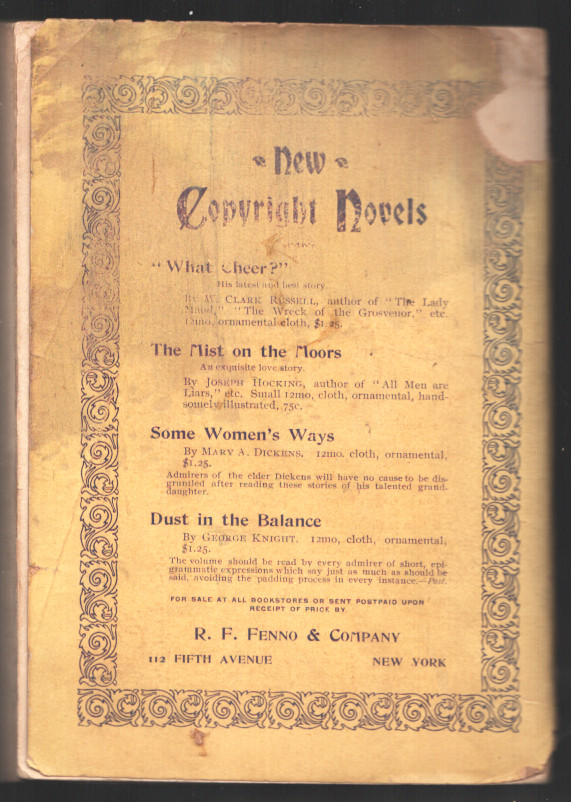 New
Copyright Novels
"What Cheer?"
His latest and best story.
By W. CLARK RUSSELL, author of "The Lady
Maud," "The Wreck of the Grosvenor," etc.
12mo, ornamental cloth, $1.25.
The Mist on the Moors
An exquisite love story.
By JOSEPH HOCKING, author of "All Men are
Liars," etc. Small 12mo, cloth, ornamental, hand-
somely illustrated, 75c.
Some Women's Ways
By MARY A. DICKENS. 12mo. cloth, ornamental,
$1.25.
Admirers of the elder Dickens will have no cause to be dis-
gruntled after reading these stories of his talented grand-
daughter.
Dust in the Balance
By GEORGE KNIGHT. 12mo, cloth, ornamental,
$1.25.
The volume should be read by every admirer of short, epi-
grammatic expressions which say just as much as should be
said, avoiding the padding process in every instance.—Post.
FOR SALE AT ALL BOOKSTORES OR SENT POSTPAID UPON
RECEIPT OF PRICE BY
R. F. FENNO & COMPANY
112 FIFTH AVENUE NEW YORK